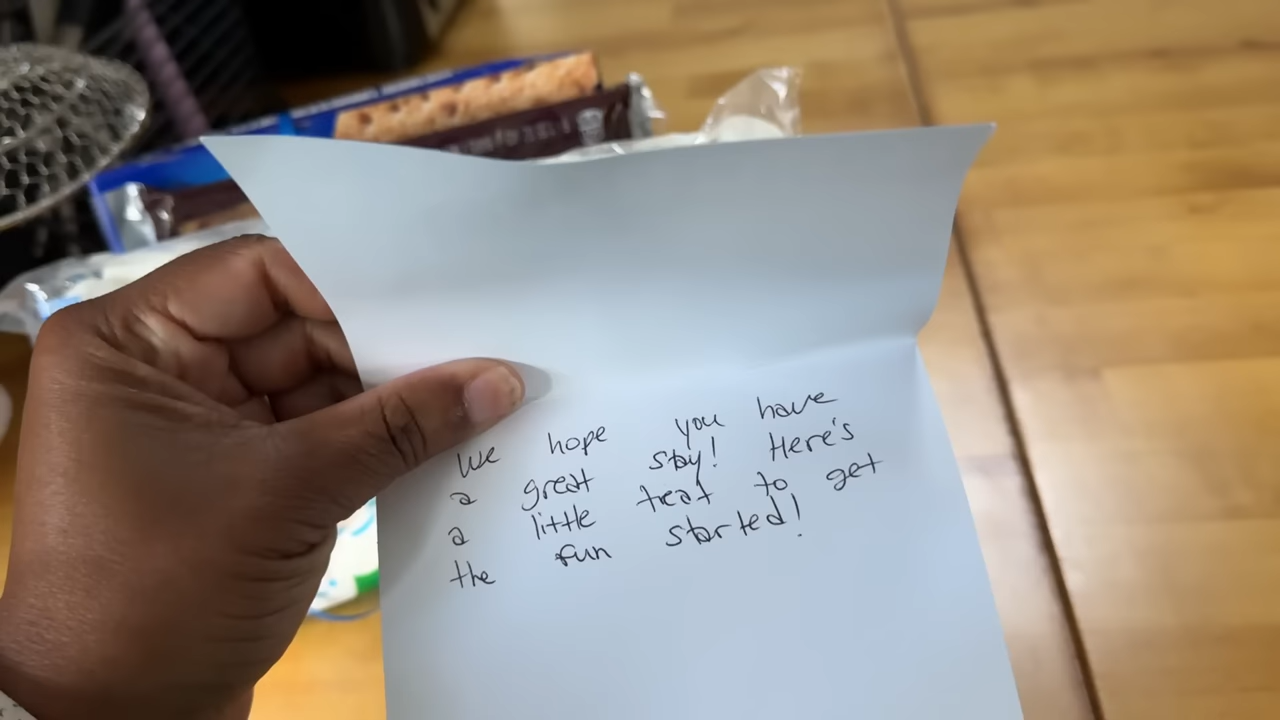 We hope you have
a great stay! Here's
a little treat to get
the fun started!